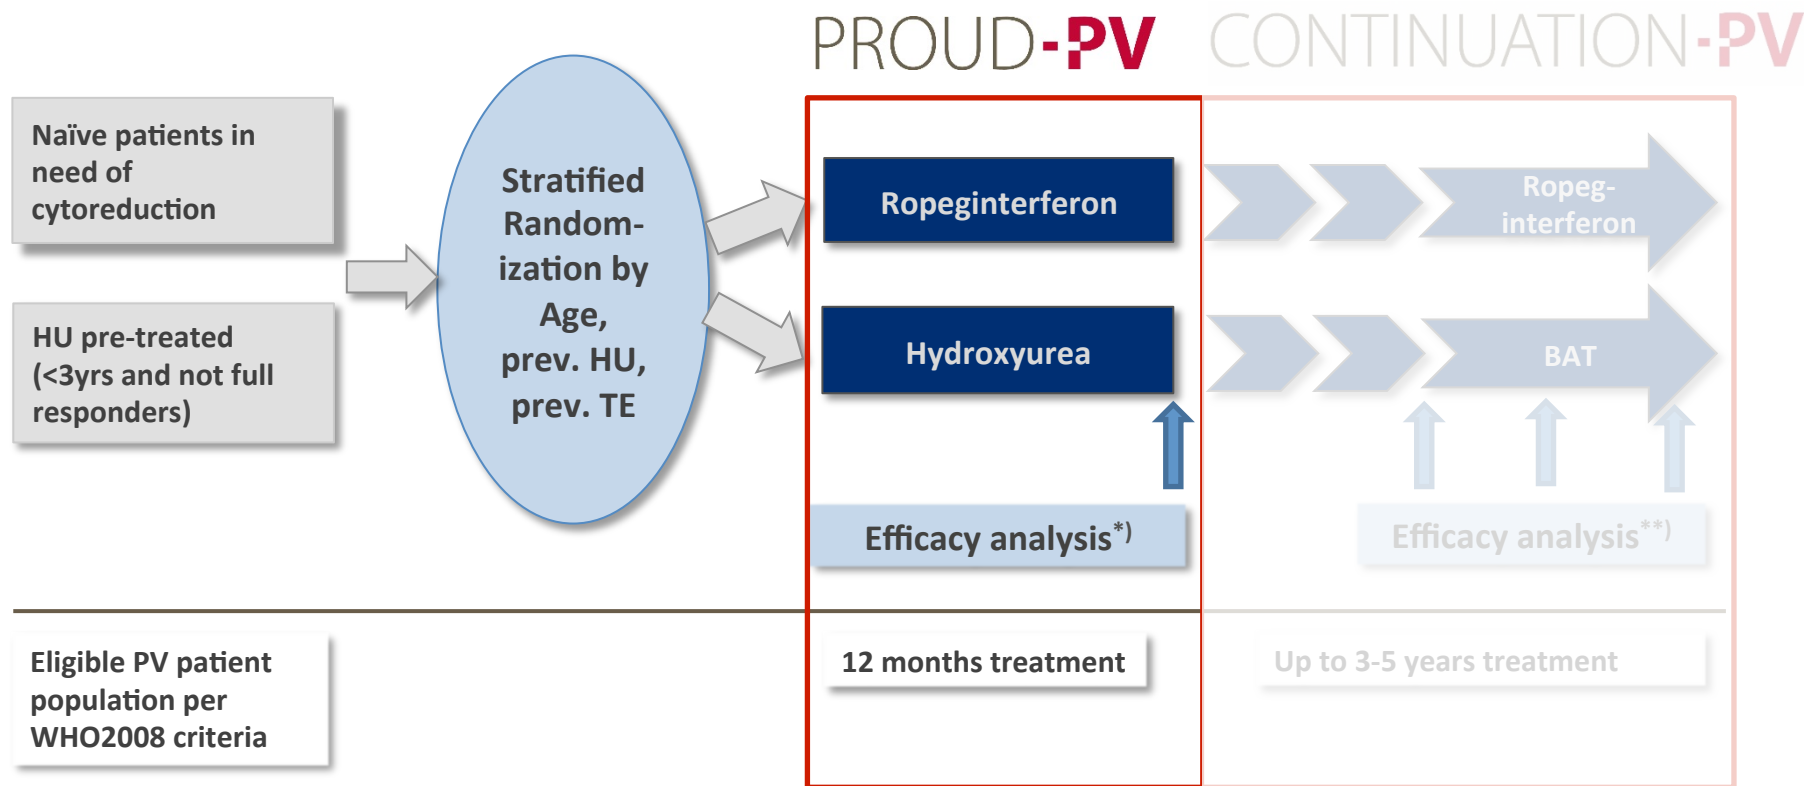 PROUD-PV
CONTINUATION-PV
Naïve patients in
need of
cytoreduction
HU pre-treated
(<3yrs and not full
responders)
Stratified
Random-
ization by
Age,
prev. HU,
prev. TE
Ropeginterferon
Hydroxyurea
Ropeg-
interferon
BAT
Efficacy analysis*)
Efficacy analysis**)
Eligible PV patient
population per
WHO2008 criteria
12 months treatment
Up to 3-5 years treatment